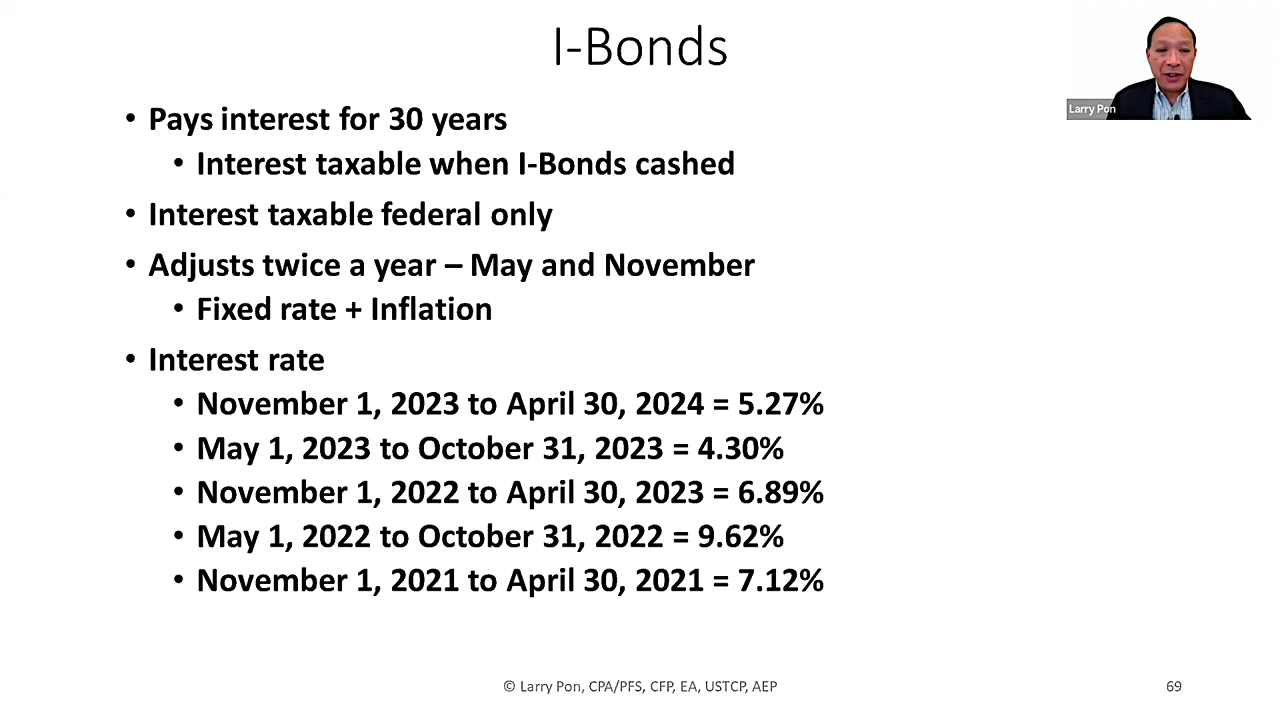 I-Bonds
Larry Pon
• Pays interest for 30 years
• Interest taxable when I-Bonds cashed
• Interest taxable federal only
• Adjusts twice a year – May and November
• Fixed rate + Inflation
• Interest rate
• November 1, 2023 to April 30, 2024 = 5.27%
• May 1, 2023 to October 31, 2023 = 4.30%
• November 1, 2022 to April 30, 2023 = 6.89%
• May 1, 2022 to October 31, 2022 = 9.62%
• November 1, 2021 to April 30, 2021 = 7.12%
© Larry Pon, CPA/PFS, CFP, EA, USTCP, AEP
69